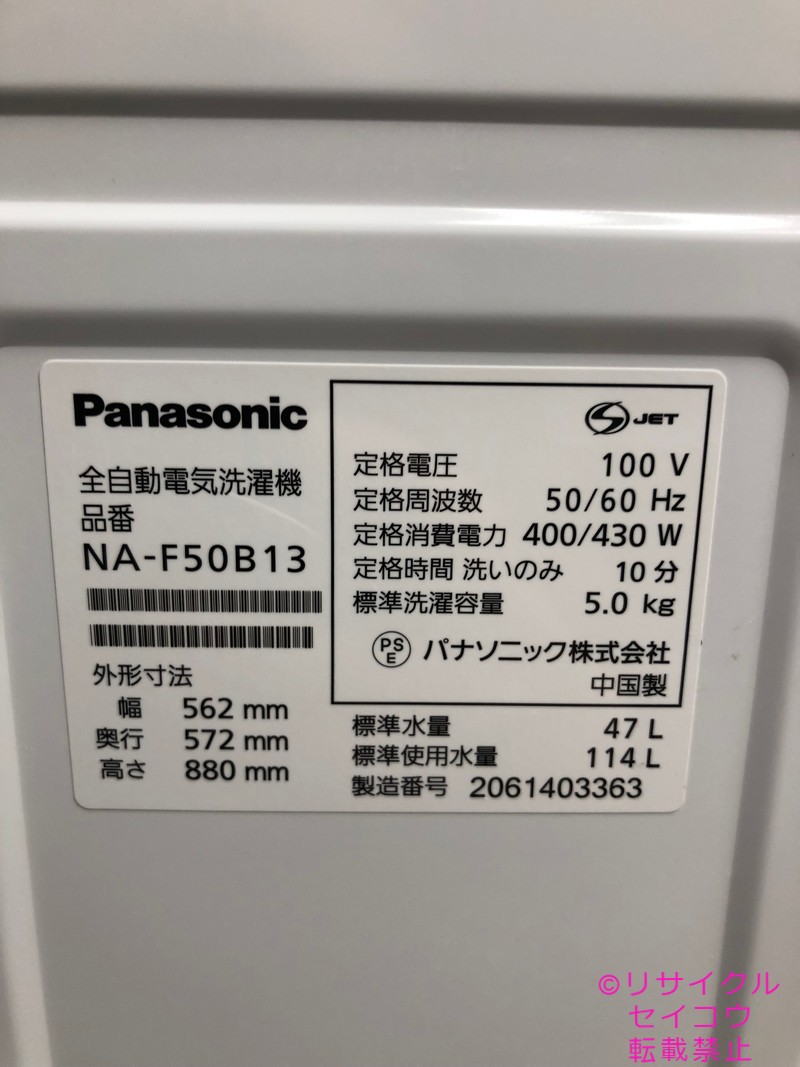 Panasonic
全自動電気洗濯機
品番
NA-F50B13
外形寸法
幅 562 mm
奥行 572 mm
高さ 880 mm
S JET
定格電圧 100 V
定格周波数 50/60 Hz
定格消費電力 400/430 W
定格時間 洗いのみ 10 分
標準洗濯容量 5.0 kg
PSE パナソニック株式会社
中国製
標準水量 47 L
標準使用水量 114 L
製造番号 2061403363
©リサイクル
セイコウ
転載禁止